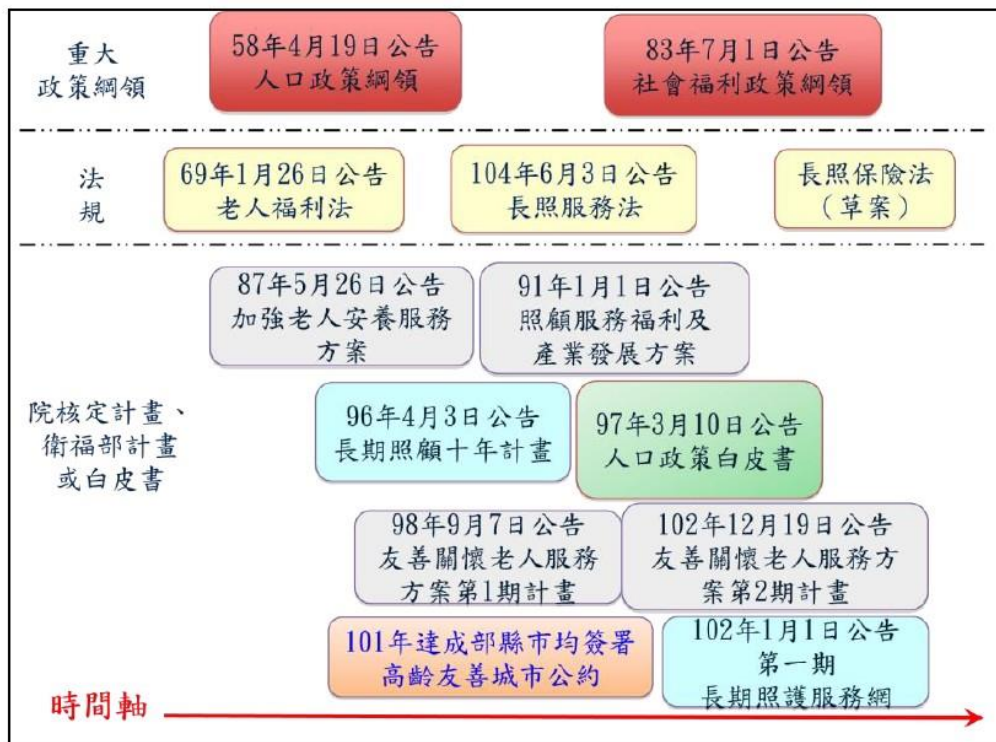 重大
政策綱領
58年4月19日公告
人口政策綱領
83年7月1日公告
社會福利政策綱領
法
規
69年1月26日公告
老人福利法
104年6月3日公告
長照服務法
長照保險法
（草案）
院核定計畫、
衛福部計畫
或白皮書
87年5月26日公告
加強老人安養服務
方案
91年1月1日公告
照顧服務福利及
產業發展方案
96年4月3日公告
長期照顧十年計畫
97年3月10日公告
人口政策白皮書
98年9月7日公告
友善關懷老人服務
方案第1期計畫
102年12月19日公告
友善關懷老人服務方
案第2期計畫
101年達成部縣市均簽署
高齡友善城市公約
102年1月1日公告
第一期
長期照護服務網
時間軸